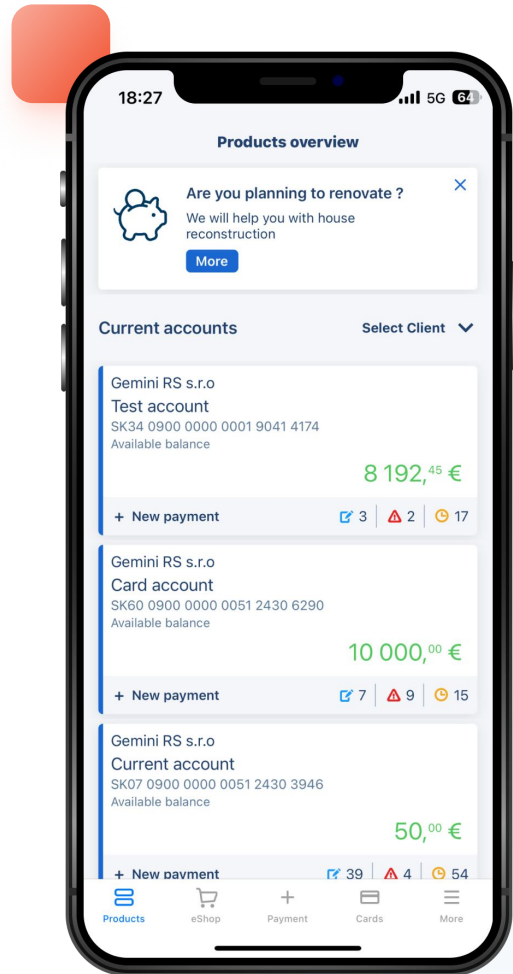 18:27
5G 64
Products overview
Are you planning to renovate ?
We will help you with house
reconstruction
More
Current accounts
Select Client
Gemini RS s.r.o
Test account
SK34 0900 0000 0001 9041 4174
Available balance
8 192,45 €
+ New payment
3
2
17
Gemini RS s.r.o
Card account
SK60 0900 0000 0051 2430 6290
Available balance
10 000,00 €
+ New payment
7
9
15
Gemini RS s.r.o
Current account
SK07 0900 0000 0051 2430 3946
Available balance
50,00 €
+ New payment
39
4
54
Products
eShop
Payment
Cards
More